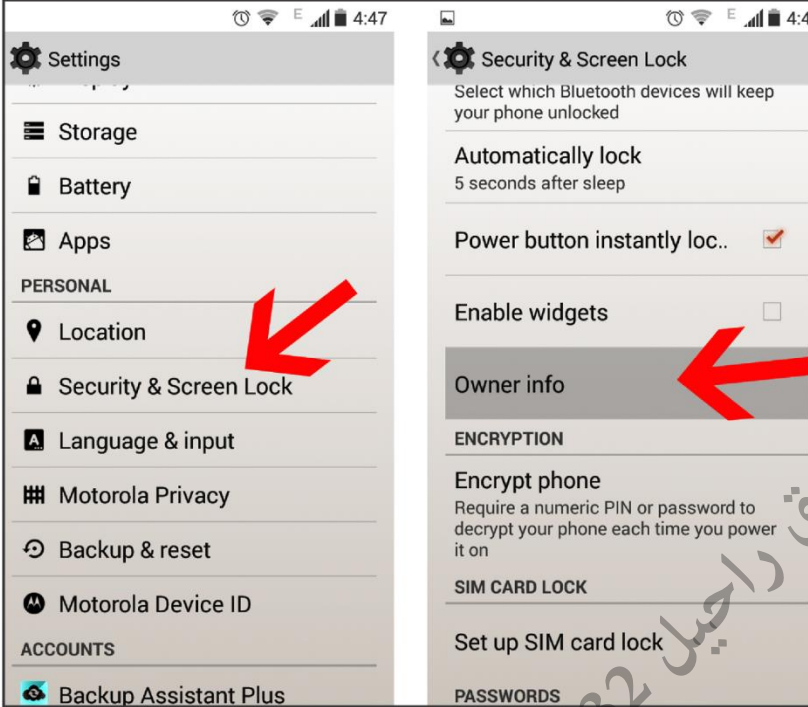 E 4:47
Settings
Storage
Battery
Apps
PERSONAL
Location
Security & Screen Lock
Language & input
Motorola Privacy
Backup & reset
Motorola Device ID
ACCOUNTS
Backup Assistant Plus
E
Security & Screen Lock
Select which Bluetooth devices will keep
your phone unlocked
Automatically lock
5 seconds after sleep
Power button instantly loc..
Enable widgets
Owner info
ENCRYPTION
Encrypt phone
Require a numeric PIN or password to
decrypt your phone each time you power
it on
SIM CARD LOCK
Set up SIM card lock
PASSWORDS
راحيل